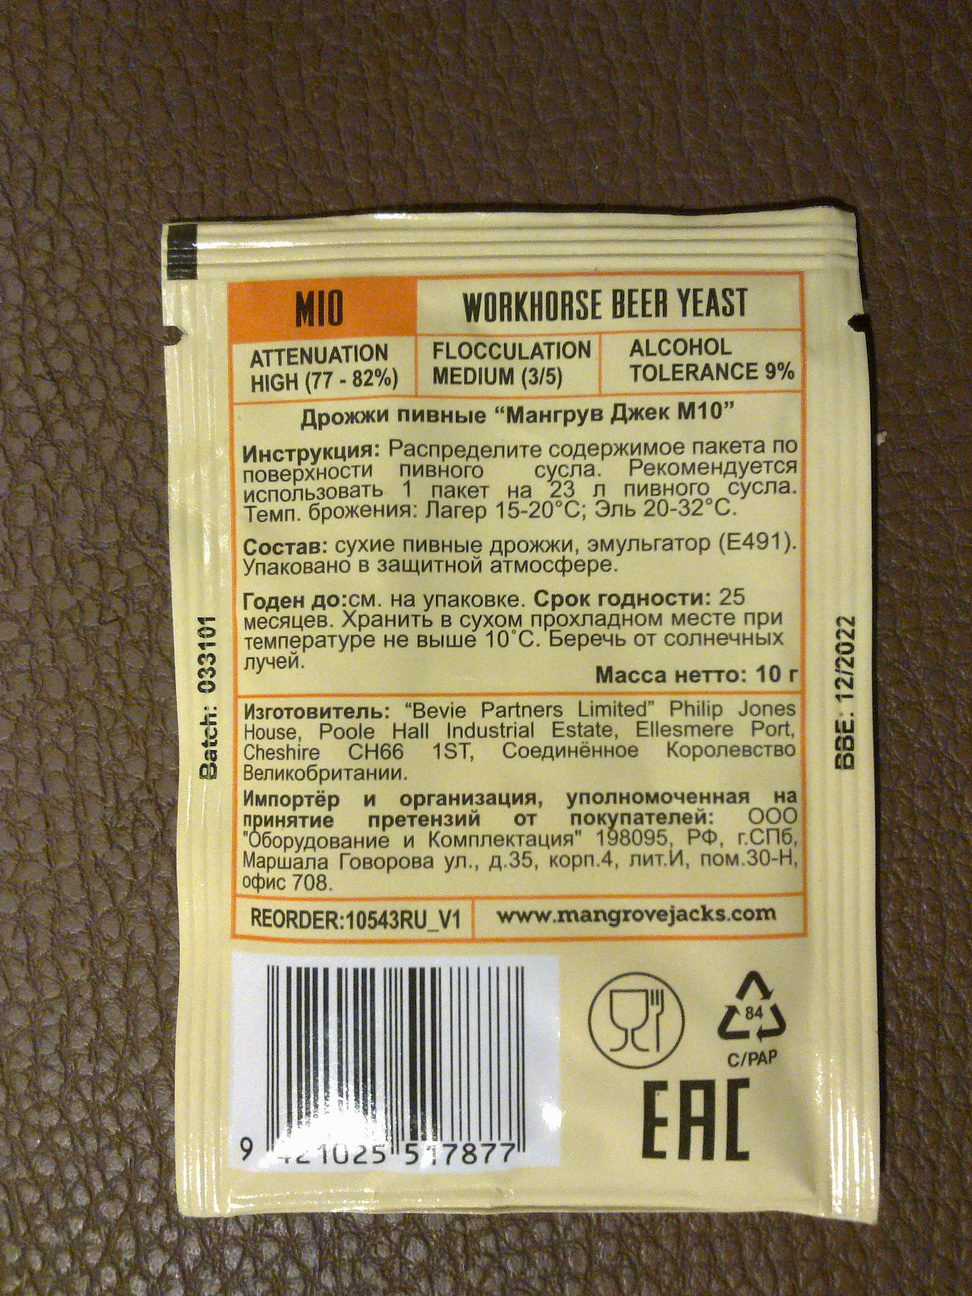 M10
WORKHORSE BEER YEAST
ATTENUATION
HIGH (77 - 82%)
FLOCCULATION
MEDIUM (3/5)
ALCOHOL
TOLERANCE 9%
Дрожжи пивные “Мангрув Джек М10”
Инструкция: Распределите содержимое пакета по
поверхности пивного сусла. Рекомендуется
использовать 1 пакет на 23 л пивного сусла.
Темп. брожения: Лагер 15-20°С; Эль 20-32°С.
Состав: сухие пивные дрожжи, эмульгатор (Е491).
Упаковано в защитной атмосфере.
Годен до:см. на упаковке. Срок годности: 25
месяцев. Хранить в сухом прохладном месте при
температуре не выше 10˚С. Беречь от солнечных
лучей.
Масса нетто: 10 г
Изготовитель: “Bevie Partners Limited” Philip Jones
House, Poole Hall Industrial Estate, Ellesmere Port,
Cheshire CH66 1ST, Соединённое Королевство
Великобритании.
Импортёр и организация, уполномоченная на
принятие претензий от покупателей: ООО
"Оборудование и Комплектация" 198095, РФ, г.СПб,
Маршала Говорова ул., д.35, корп.4, лит.И, пом.30-Н,
офис 708.
REORDER:10543RU_V1
www.mangrovejacks.com
Batch: 033101
BBE: 12/2022
9 421025 517877
84
C/PAP
EAC